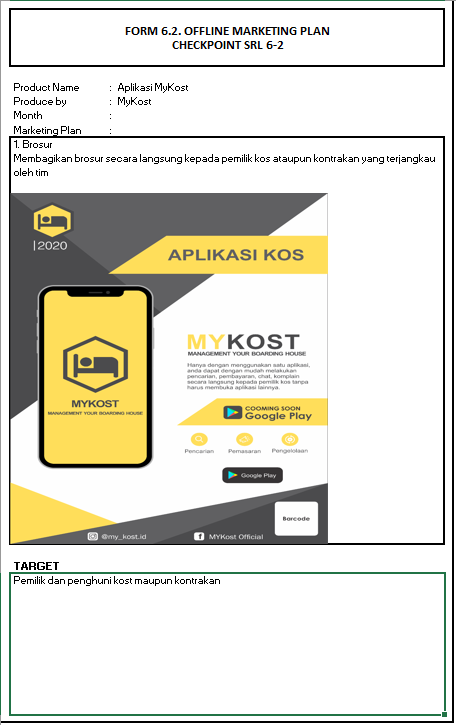 FORM 6.2. OFFLINE MARKETING PLAN
CHECKPOINT SRL 6-2
Product Name : Aplikasi MyKost
Produce by : MyKost
Month :
Marketing Plan :
1. Brosur
Membagikan brosur secara langsung kepada pemilik kos ataupun kontrakan yang terjangkau
oleh tim
|2020
APLIKASI KOS
MYKOST
MANAGEMENT YOUR BOARDING HOUSE
Hanya dengan menggunakan satu aplikasi,
anda dapat dengan mudah melakukan
pencarian, pembayaran, chat, komplain
secara langsung kepada pemilik kos tanpa
harus membuka aplikasi lainnya.
MYKOST
MANAGEMENT YOUR BOARDING HOUSE
COOMING SOON
Google Play
Pencarian Pemasaran Pengelolaan
Google Play
Barcode
@my_kost.id MYKost Official
TARGET
Pemilik dan penghuni kost maupun kontrakan